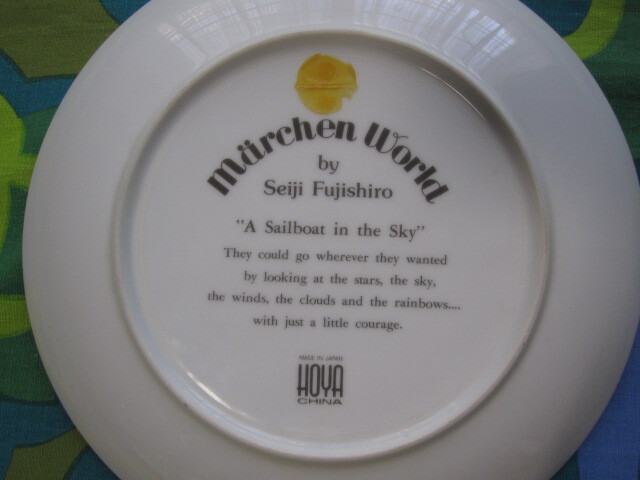 Märchen World
by
Seiji Fujishiro
"A Sailboat in the Sky"
They could go wherever they wanted
by looking at the stars, the sky,
the winds, the clouds and the rainbows....
with just a little courage.
MADE IN JAPAN
HOYA
CHINA